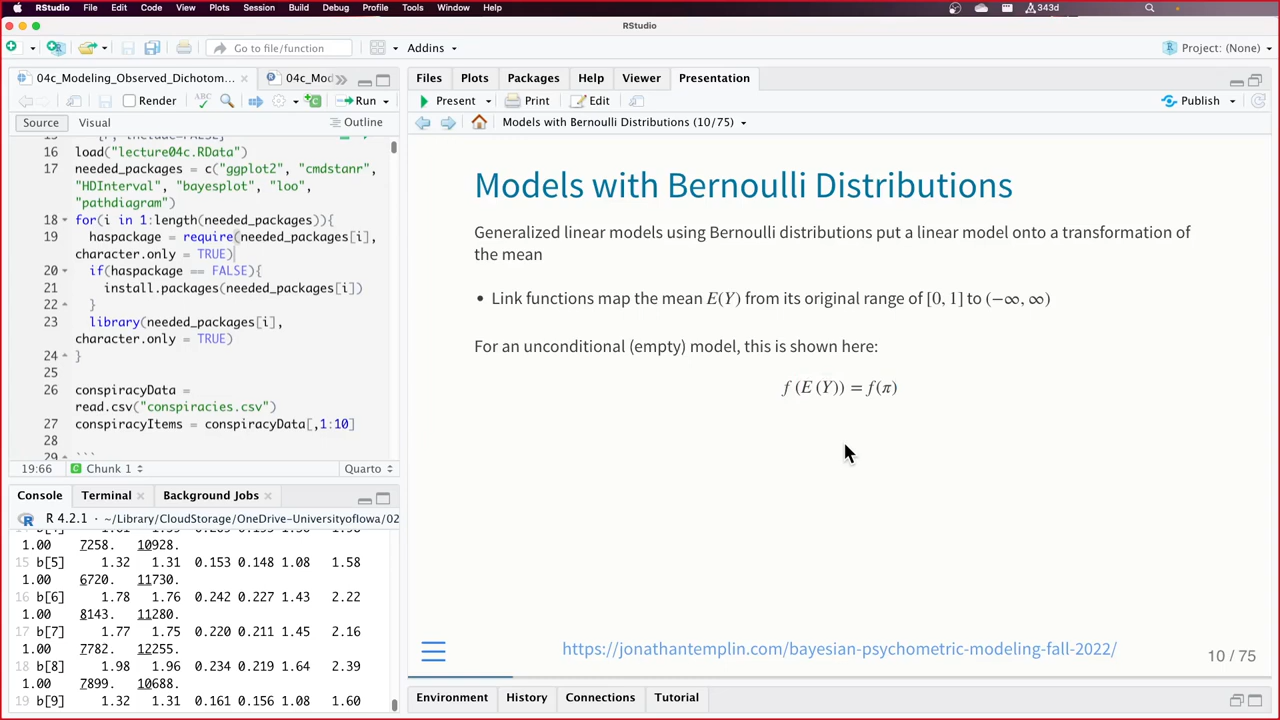 RStudio File Edit Code View Plots Session Build Debug Profile Tools Window Help 343d
RStudio
Go to file/function Addins Project: (None)
04c_Modeling_Observed_Dichotom... 04c_Mod
Render ABC Run
Source Visual Outline
16 load("lecture04c.RData")
17 needed_packages = c("ggplot2", "cmdstanr",
"HDInterval", "bayesplot", "loo",
"pathdiagram")
18 for(i in 1:length(needed_packages)){
19 haspackage = require(needed_packages[i],
character.only = TRUE)
20 if(haspackage == FALSE){
21 install.packages(needed_packages[i])
22 }
23 library(needed_packages[i],
character.only = TRUE)
24 }
25
26 conspiracyData =
read.csv("conspiracies.csv")
27 conspiracyItems = conspiracyData[,1:10]
28
29 ```
19:66 Chunk 1 Quarto
Console Terminal Background Jobs
R 4.2.1 · ~/Library/CloudStorage/OneDrive-UniversityofIowa/02
1.00 7258. 10928.
15 b[5] 1.32 1.31 0.153 0.148 1.08 1.58
1.00 6720. 11730.
16 b[6] 1.78 1.76 0.242 0.227 1.43 2.22
1.00 8143. 11280.
17 b[7] 1.77 1.75 0.220 0.211 1.45 2.16
1.00 7782. 12255.
18 b[8] 1.98 1.96 0.234 0.219 1.64 2.39
1.00 7899. 10688.
19 b[9] 1.32 1.31 0.161 0.156 1.08 1.60
Files Plots Packages Help Viewer Presentation
Present Print Edit Publish
Models with Bernoulli Distributions (10/75)
Models with Bernoulli Distributions
Generalized linear models using Bernoulli distributions put a linear model onto a transformation of
the mean
• Link functions map the mean E(Y) from its original range of [0, 1] to (−∞, ∞)
For an unconditional (empty) model, this is shown here:
f (E (Y)) = f(π)
https://jonathantemplin.com/bayesian-psychometric-modeling-fall-2022/
10 / 75
Environment History Connections Tutorial